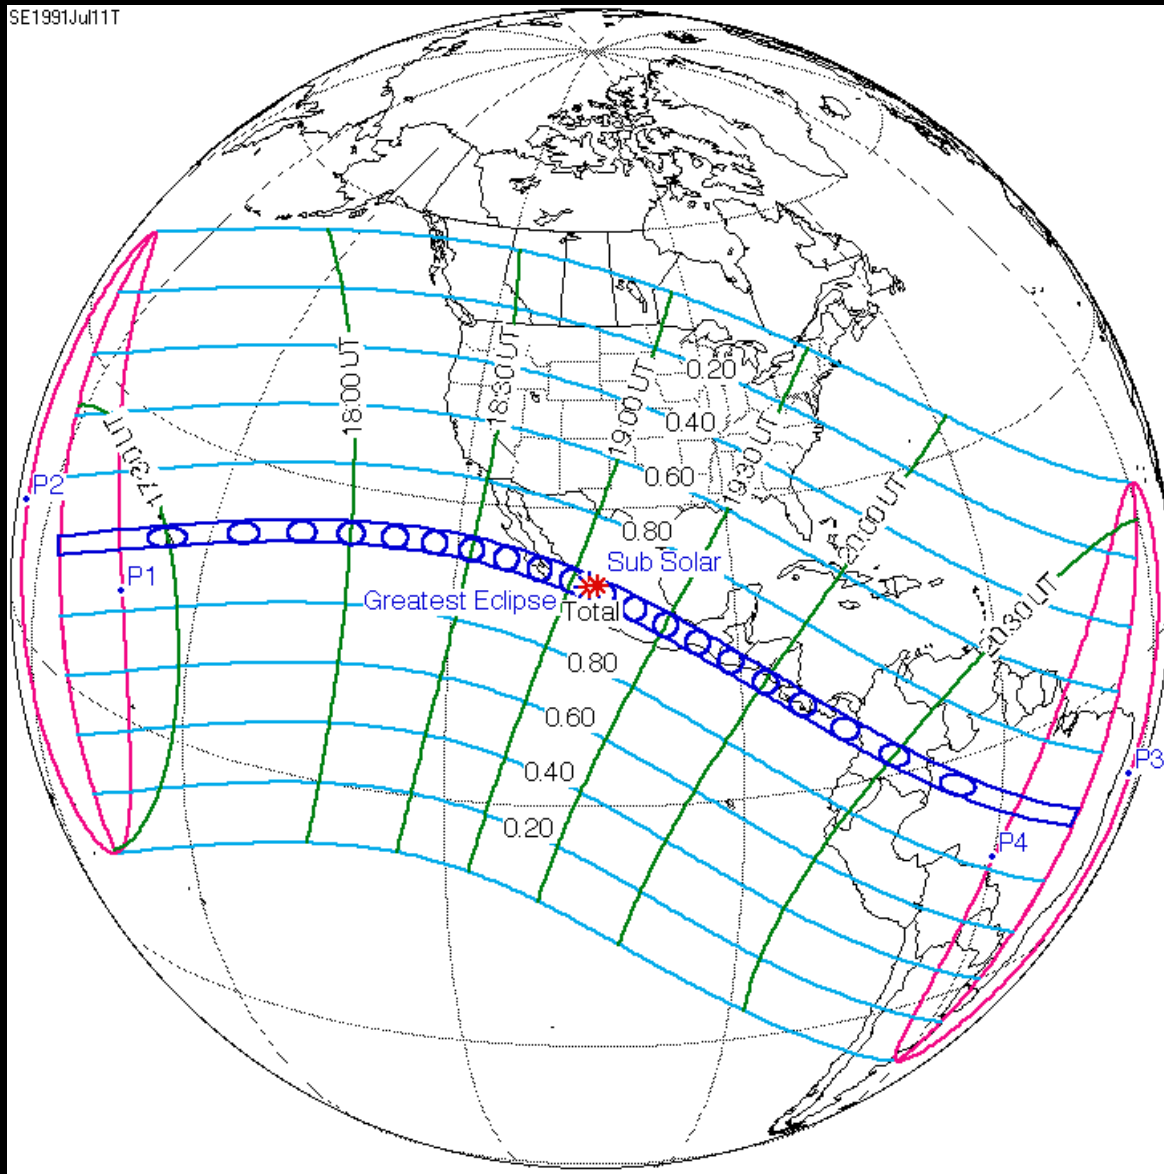 SE1991Jul11T
18:00 UT
18:30 UT
19:00 UT
0.20
0.40
17:30 UT
0.60
19:30 UT
P2
20:00 UT
0.80
Sub Solar
P1
Greatest Eclipse
Total
20:30 UT
0.80
0.60
P3
0.40
0.20
P4